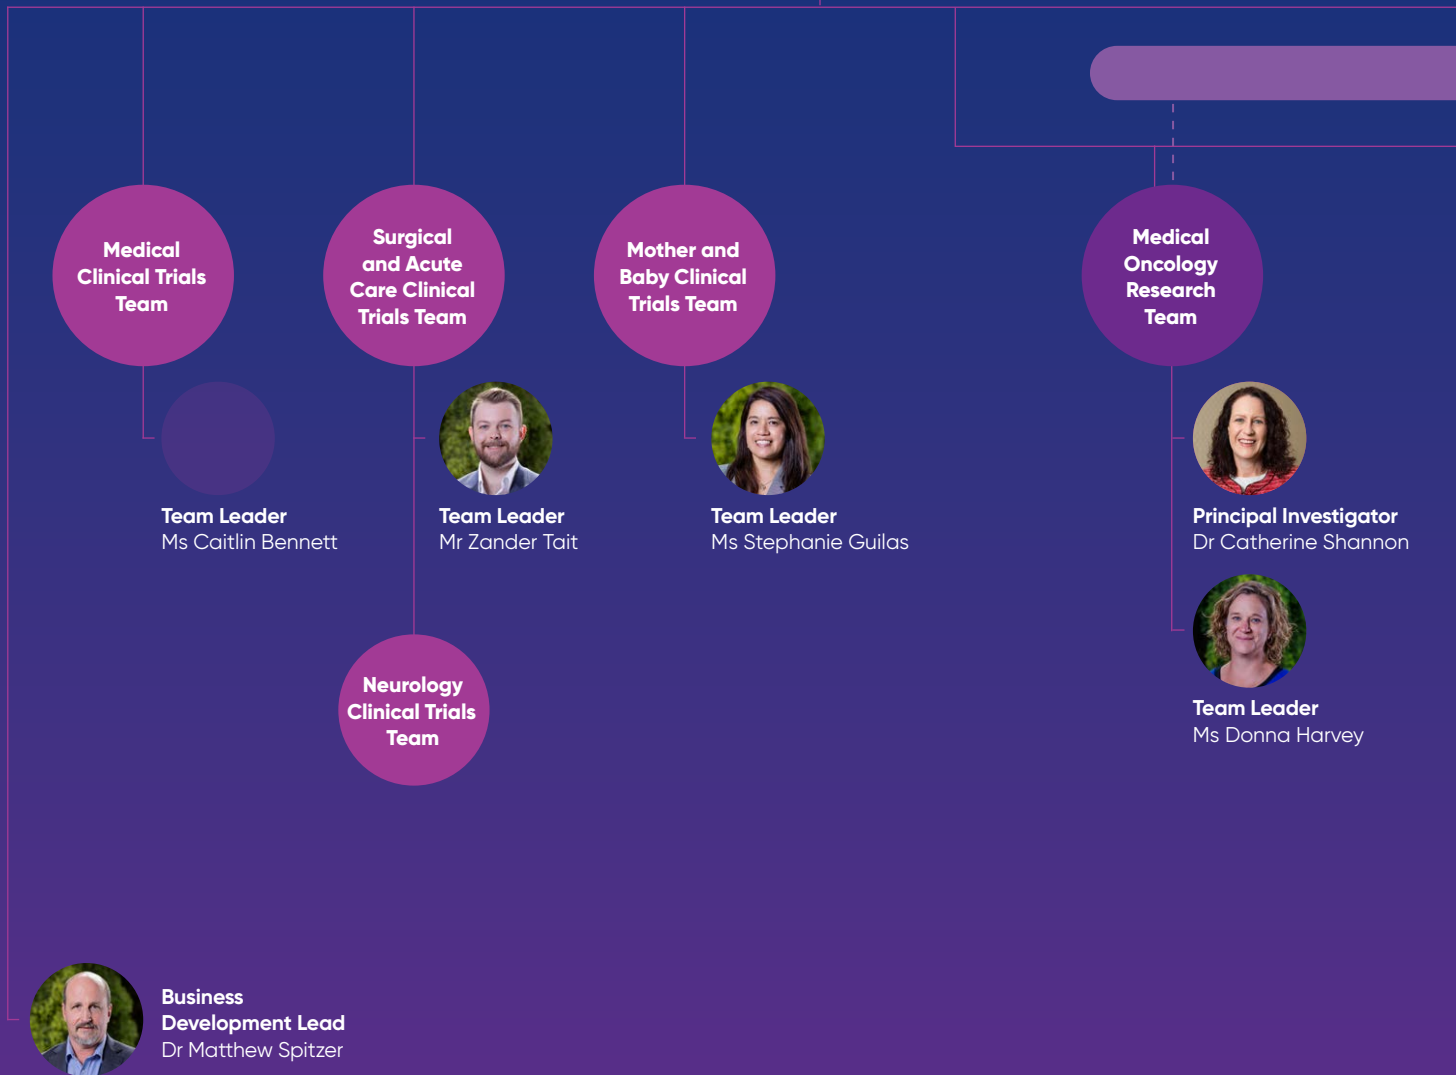 Medical
Clinical Trials
Team
Surgical
and Acute
Care Clinical
Trials Team
Mother and
Baby Clinical
Trials Team
Medical
Oncology
Research
Team
Team Leader
Ms Caitlin Bennett
Team Leader
Mr Zander Tait
Team Leader
Ms Stephanie Guilas
Principal Investigator
Dr Catherine Shannon
Team Leader
Ms Donna Harvey
Neurology
Clinical Trials
Team
Business
Development Lead
Dr Matthew Spitzer